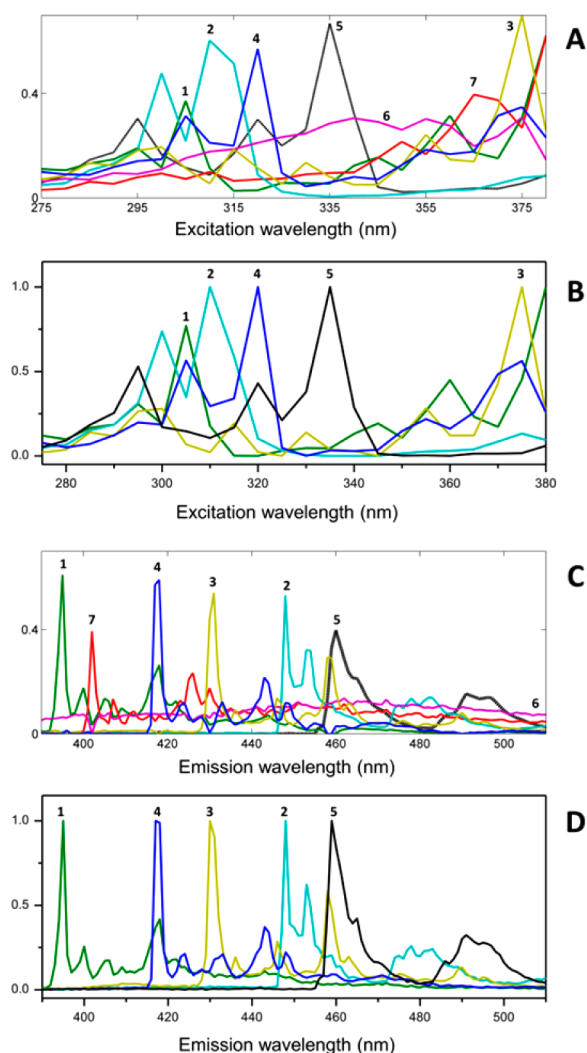 2 4 5 3 A
0.4 1 7 6
0
275 295 315 335 355 375
Excitation wavelength (nm)
B
2 4 5 3
1.0
1
0.5
0.0
280 300 320 340 360 380
Excitation wavelength (nm)
C
1 4 3 2
7 5
0.4
6
0
400 420 440 460 480 500
Emission wavelength (nm)
1 4 3 2 5 D
1.0
0.5
0.0
400 420 440 460 480 500
Emission wavelength (nm)